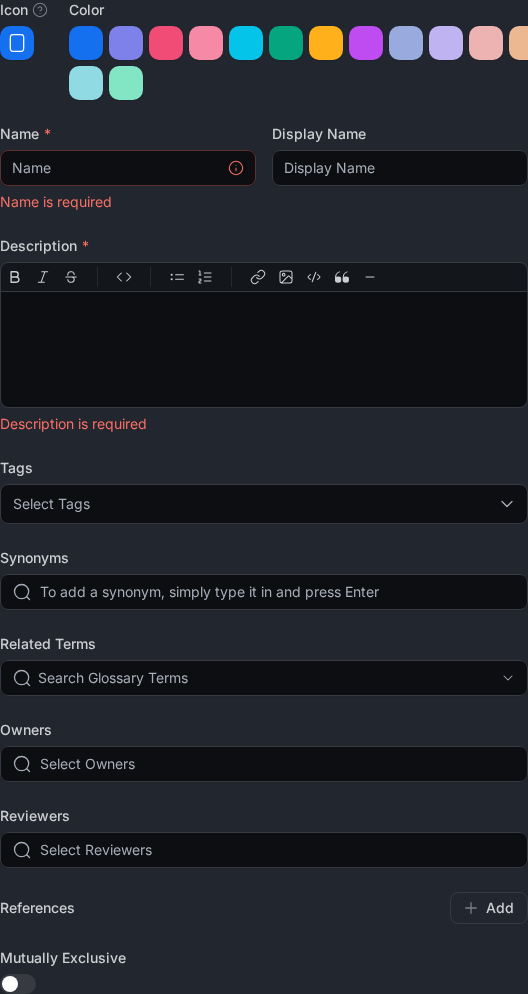 Icon
Color
Name *
Display Name
Name
Display Name
Name is required
Description *
Description is required
Tags
Select Tags
Synonyms
To add a synonym, simply type it in and press Enter
Related Terms
Search Glossary Terms
Owners
Select Owners
Reviewers
Select Reviewers
References
Add
Mutually Exclusive